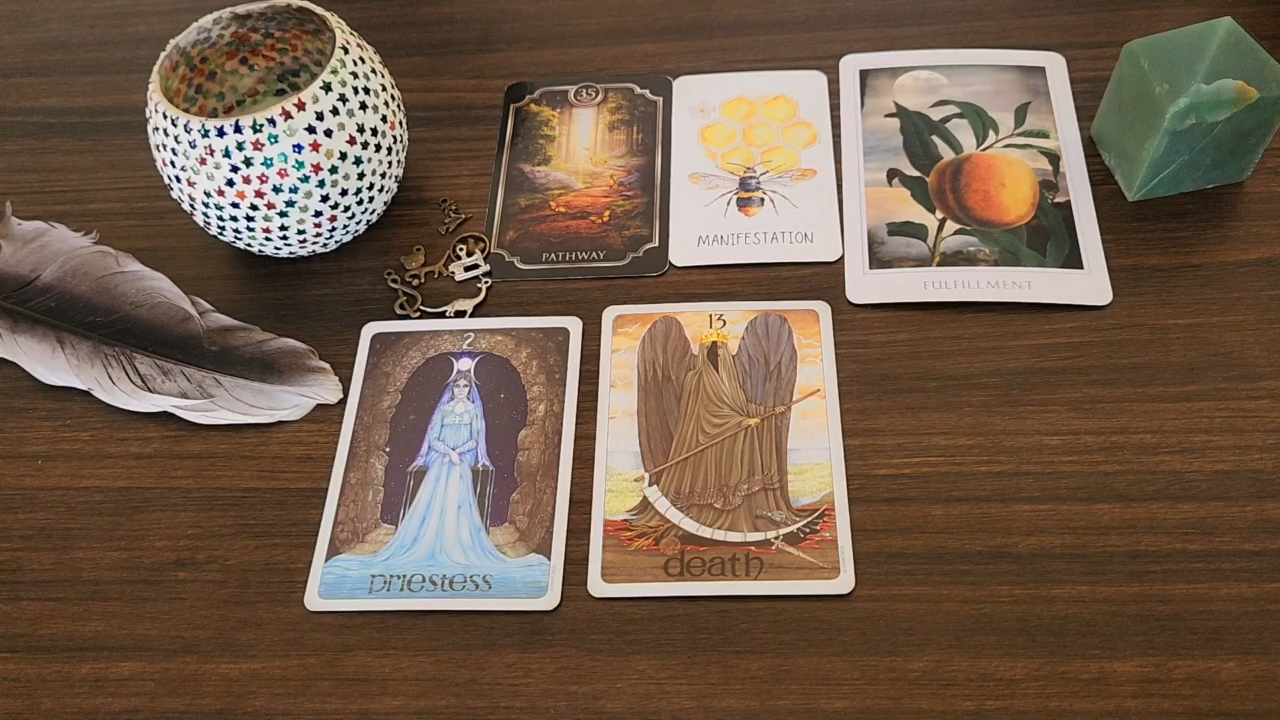 35
PATHWAY
MANIFESTATION
FULFILLMENT
2
priestess
13
death